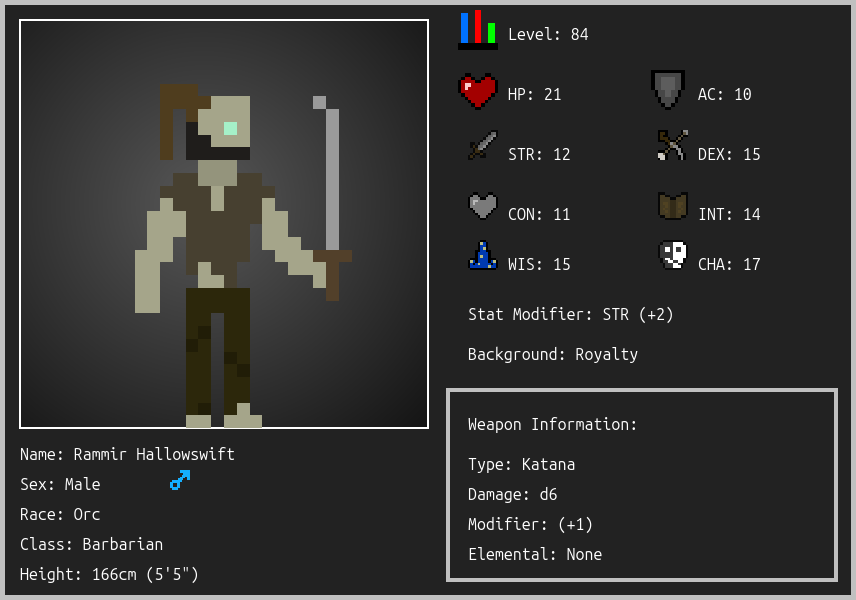 Level: 84
HP: 21
AC: 10
STR: 12
DEX: 15
CON: 11
INT: 14
WIS: 15
CHA: 17
Stat Modifier: STR (+2)
Background: Royalty
Weapon Information:
Type: Katana
Damage: d6
Modifier: (+1)
Elemental: None
Name: Rammir Hallowswift
Sex: Male
Race: Orc
Class: Barbarian
Height: 166cm (5'5")